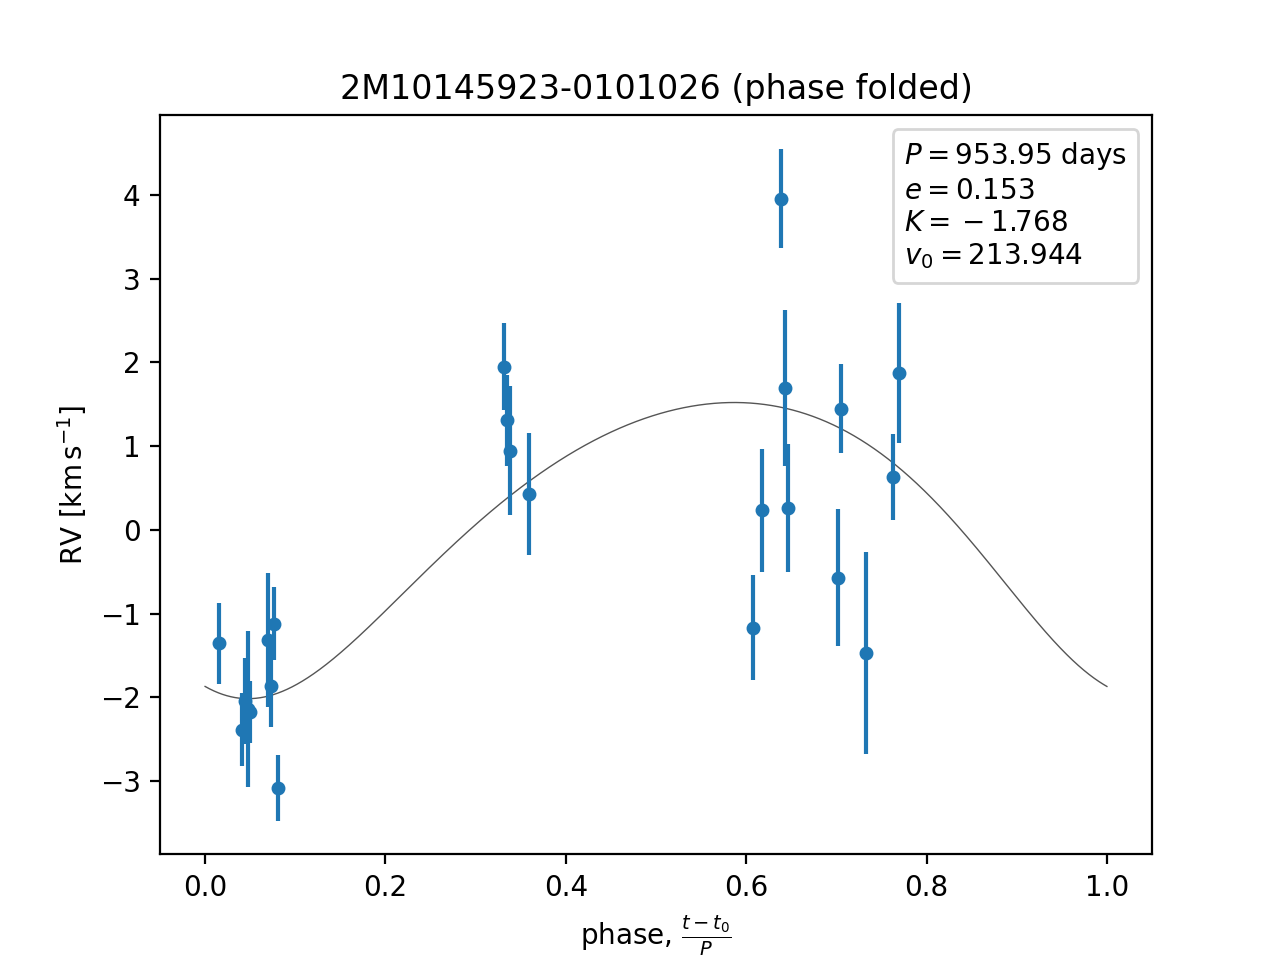 2M10145923-0101026 (phase folded)
P = 953.95 days
e = 0.153
K = −1.768
v₀ = 213.944
RV [km s⁻¹]
4
3
2
1
0
−1
−2
−3
0.0 0.2 0.4 0.6 0.8 1.0
phase, (t − t₀)/P